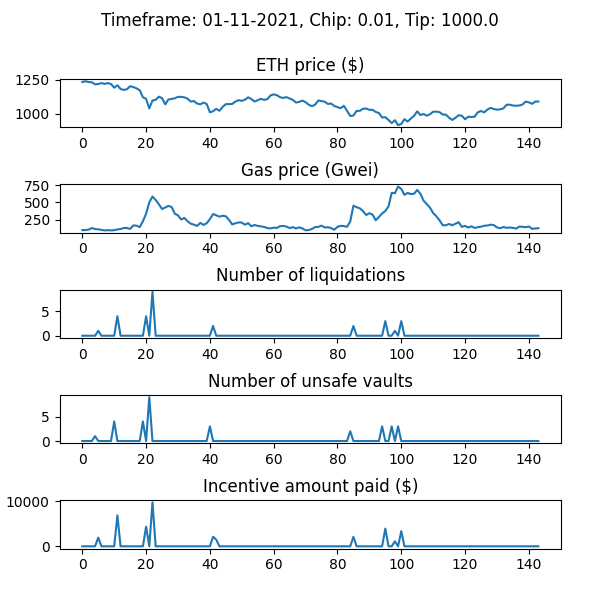 Timeframe: 01-11-2021, Chip: 0.01, Tip: 1000.0
ETH price ($)
1250
1000
0 20 40 60 80 100 120 140
Gas price (Gwei)
750
500
250
0 20 40 60 80 100 120 140
Number of liquidations
5
0
0 20 40 60 80 100 120 140
Number of unsafe vaults
5
0
0 20 40 60 80 100 120 140
Incentive amount paid ($)
10000
0
0 20 40 60 80 100 120 140